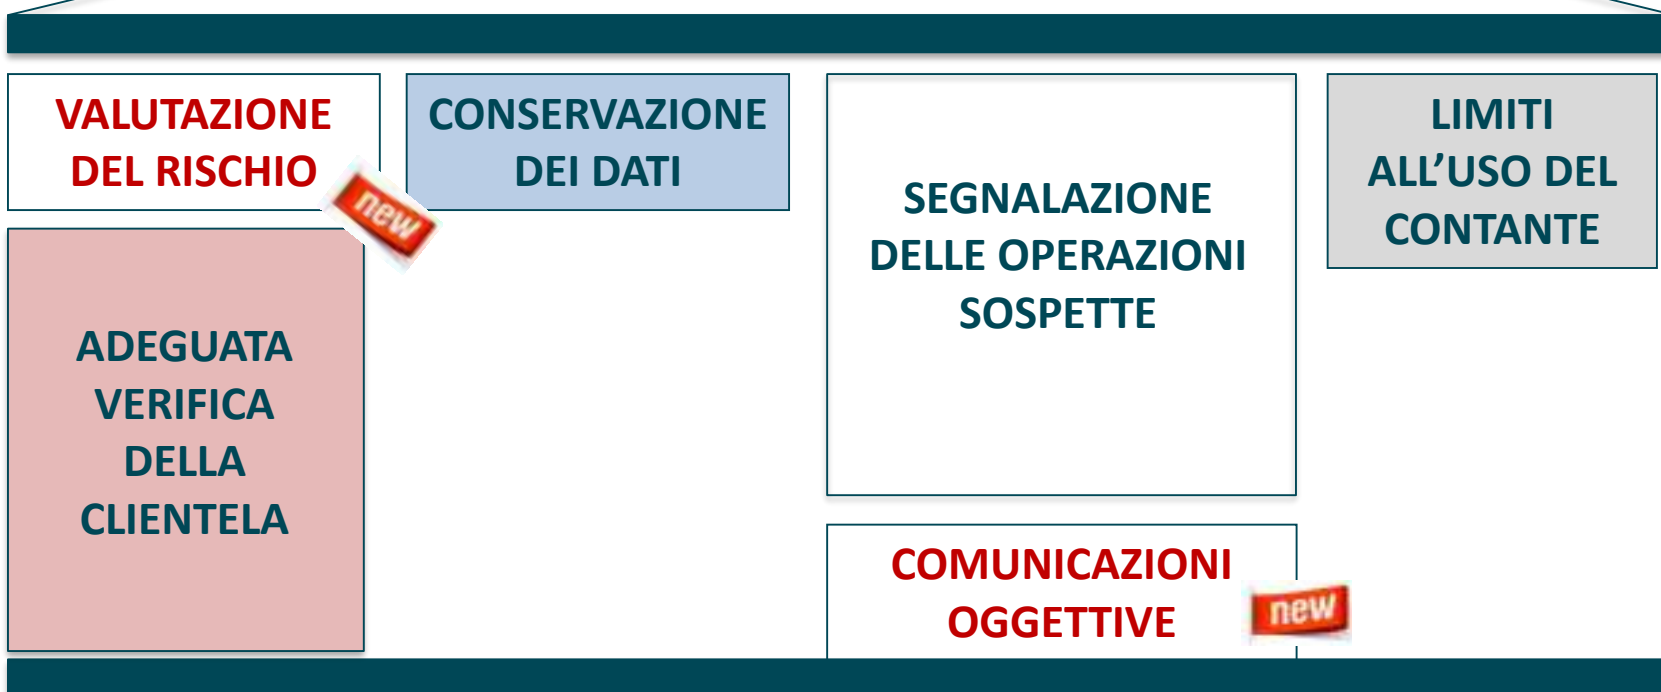 VALUTAZIONE
DEL RISCHIO
new
ADEGUATA
VERIFICA
DELLA
CLIENTELA
CONSERVAZIONE
DEI DATI
SEGNALAZIONE
DELLE OPERAZIONI
SOSPETTE
COMUNICAZIONI
OGGETTIVE
new
LIMITI
ALL’USO DEL
CONTANTE